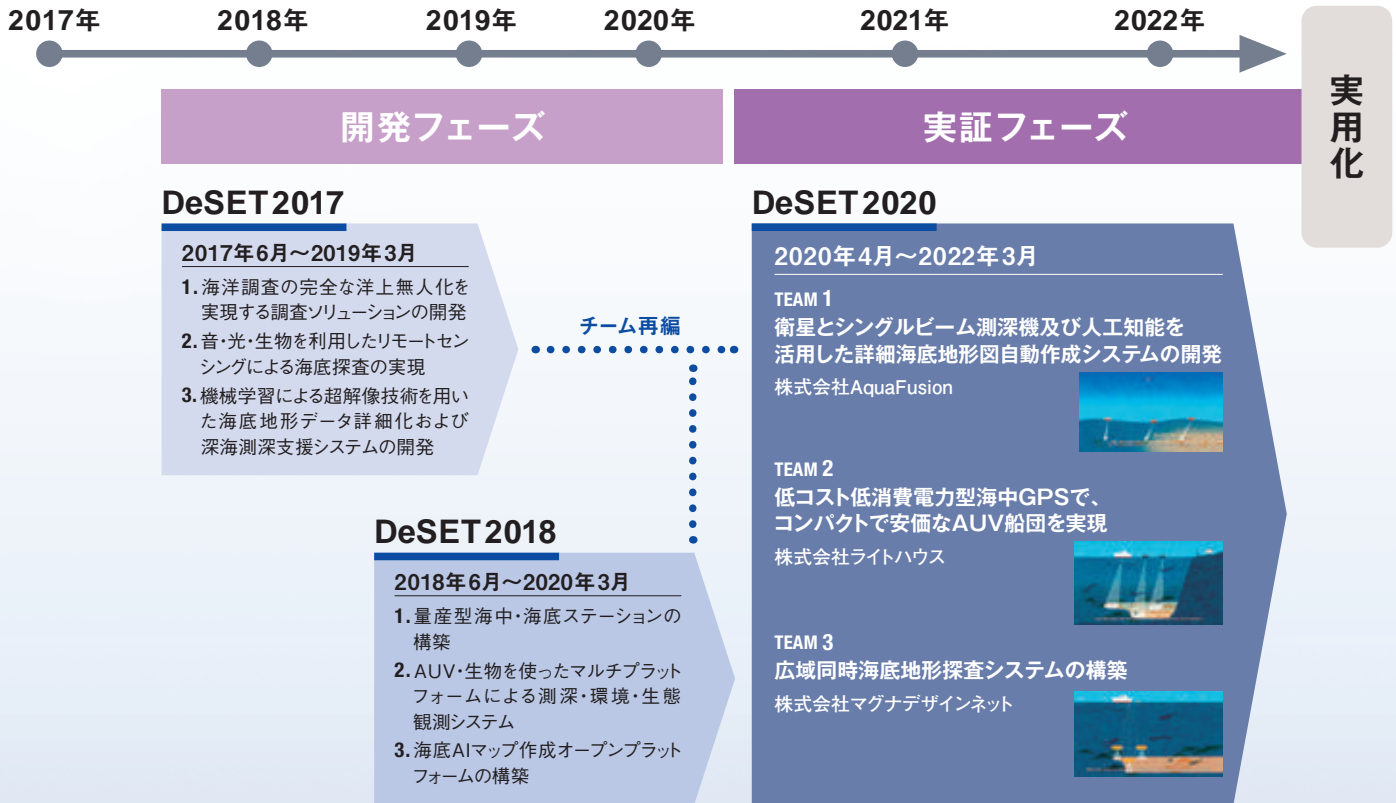 2017年
2018年
2019年
2020年
2021年
2022年
実用化
開発フェーズ
実証フェーズ
DeSET2017
2017年6月〜2019年3月
1. 海洋調査の完全な洋上無人化を
実現する調査ソリューションの開発
2. 音・光・生物を利用したリモートセン
シングによる海底探査の実現
3. 機械学習による超解像技術を用い
た海底地形データ詳細化および
深海測深支援システムの開発
チーム再編
DeSET2018
2018年6月〜2020年3月
1. 量産型海中・海底ステーションの
構築
2. AUV・生物を使ったマルチプラット
フォームによる測深・環境・生態
観測システム
3. 海底AIマップ作成オープンプラット
フォームの構築
DeSET2020
2020年4月〜2022年3月
TEAM 1
衛星とシングルビーム測深機及び人工知能を
活用した詳細海底地形図自動作成システムの開発
株式会社AquaFusion
TEAM 2
低コスト低消費電力型海中GPSで、
コンパクトで安価なAUV船団を実現
株式会社ライトハウス
TEAM 3
広域同時海底地形探査システムの構築
株式会社マグナデザインネット